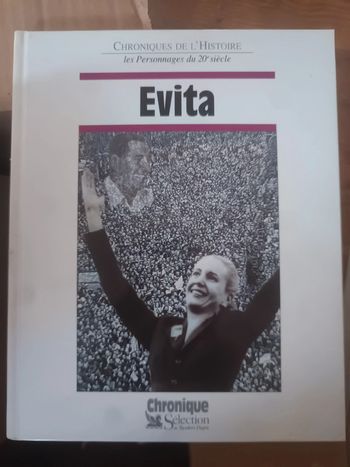 CHRONIQUES DE L'HISTOIRE
les Personnages du 20e siècle
Evita
Chronique
Sélection
du Reader's Digest